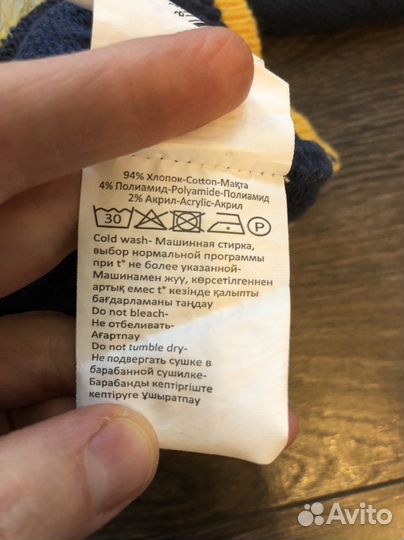 94% Хлопок-Cotton-Мақта
4% Полиамид-Polyamide-Полиамид
2% Акрил-Acrylic-Акрил
30 P
Cold wash- Машинная стирка,
выбор нормальной программы
при t° не более указанной-
Машинамен жуу, көрсетілгеннен
артық емес t° кезінде қалыпты
бағдарламаны таңдау
Do not bleach-
Не отбеливать-
Ағартпау
Do not tumble dry-
Не подвергать сушке в
барабанной сушилке-
Барабанды кептіргіште
кептіруге ұшыратпау
Avito